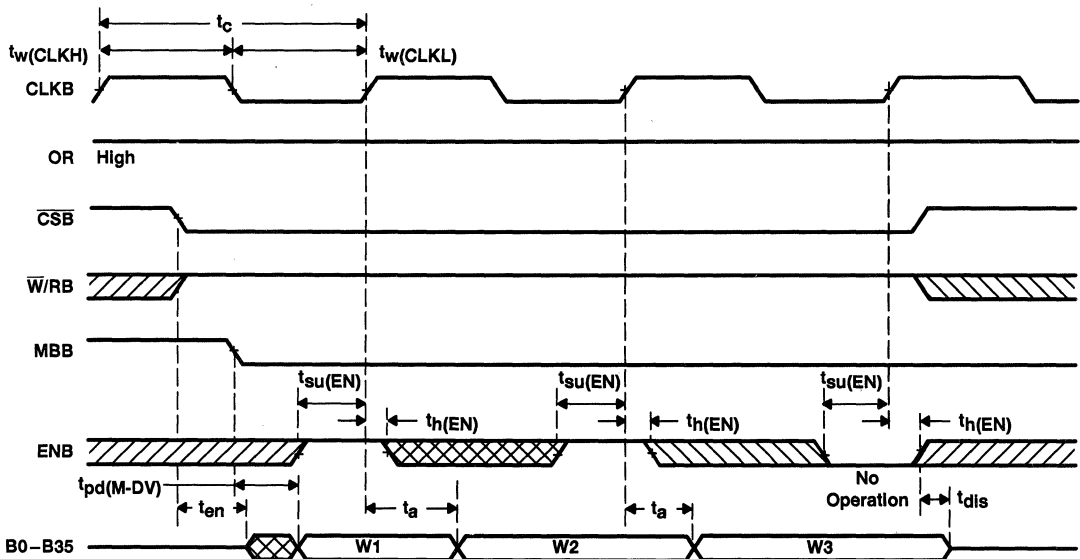 tc
tw(CLKH)
tw(CLKL)
CLKB
OR High
CSB
W/RB
MBB
tsu(EN) tsu(EN) tsu(EN)
th(EN) th(EN) th(EN)
ENB
No
Operation
tpd(M-DV)
ten ta ta tdis
B0–B35 W1 W2 W3